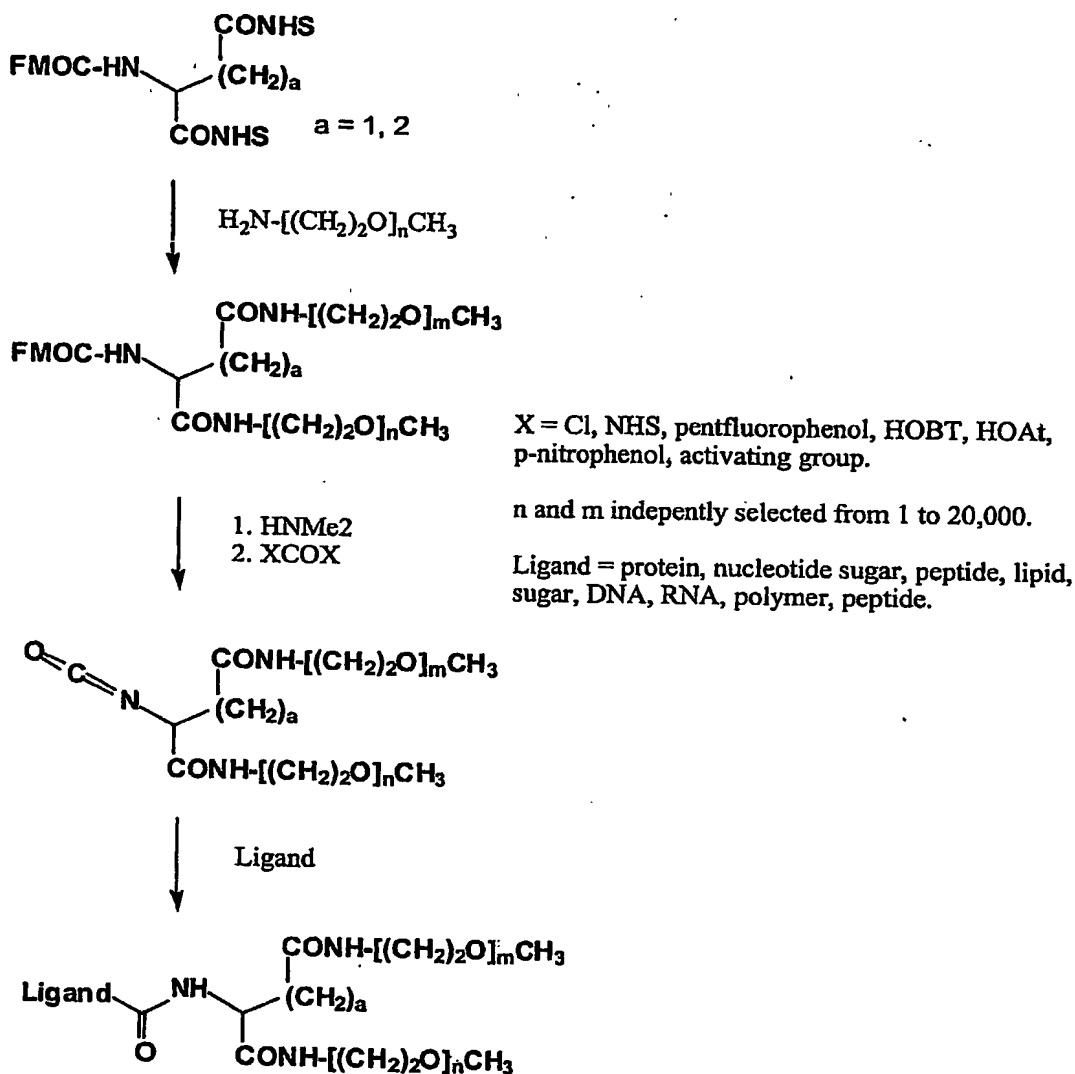 CONHS
FMOC-HN
(CH2)a
CONHS a = 1, 2
H2N-[(CH2)2O]nCH3
CONH-[(CH2)2O]mCH3
FMOC-HN
(CH2)a
CONH-[(CH2)2O]nCH3
X = Cl, NHS, pentfluorophenol, HOBT, HOAt,
p-nitrophenol, activating group.
n and m indepently selected from 1 to 20,000.
Ligand = protein, nucleotide sugar, peptide, lipid,
sugar, DNA, RNA, polymer, peptide.
1. HNMe2
2. XCOX
O=C=N
CONH-[(CH2)2O]mCH3
(CH2)a
CONH-[(CH2)2O]nCH3
Ligand
CONH-[(CH2)2O]mCH3
Ligand NH
(CH2)a
O
CONH-[(CH2)2O]nCH3